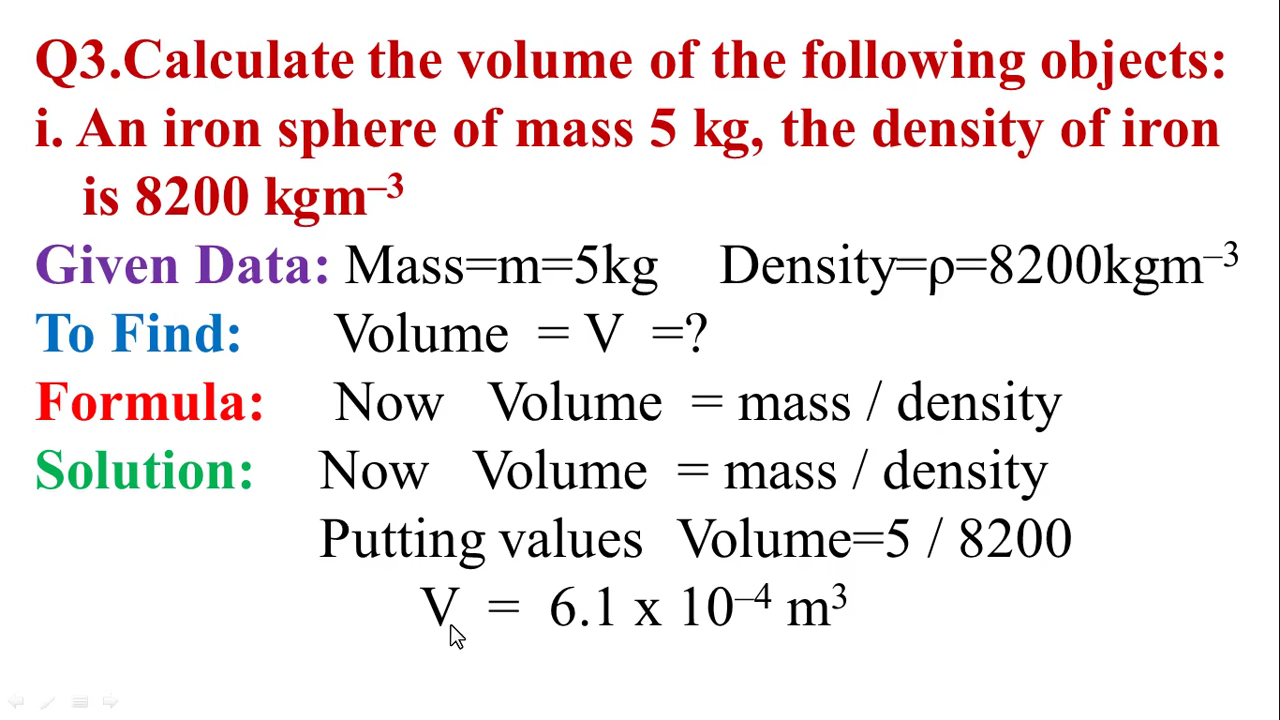 Q3.Calculate the volume of the following objects:
i. An iron sphere of mass 5 kg, the density of iron
is 8200 kgm⁻³
Given Data: Mass=m=5kg Density=ρ=8200kgm⁻³
To Find: Volume = V =?
Formula: Now Volume = mass / density
Solution: Now Volume = mass / density
Putting values Volume=5 / 8200
V = 6.1 x 10⁻⁴ m³